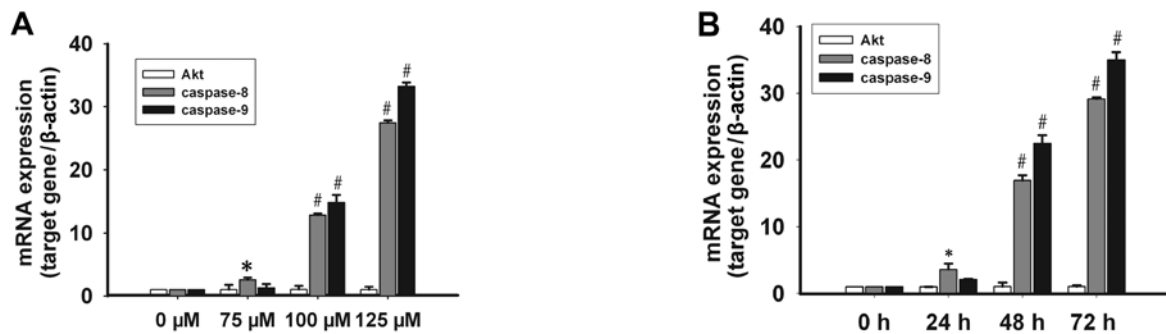 A
mRNA expression
(target gene/β-actin)
40
30
20
10
0
Akt
caspase-8
caspase-9
*
#
#
#
#
0 μM
75 μM
100 μM
125 μM
B
mRNA expression
(target gene/β-actin)
40
30
20
10
0
Akt
caspase-8
caspase-9
*
#
#
#
#
0 h
24 h
48 h
72 h